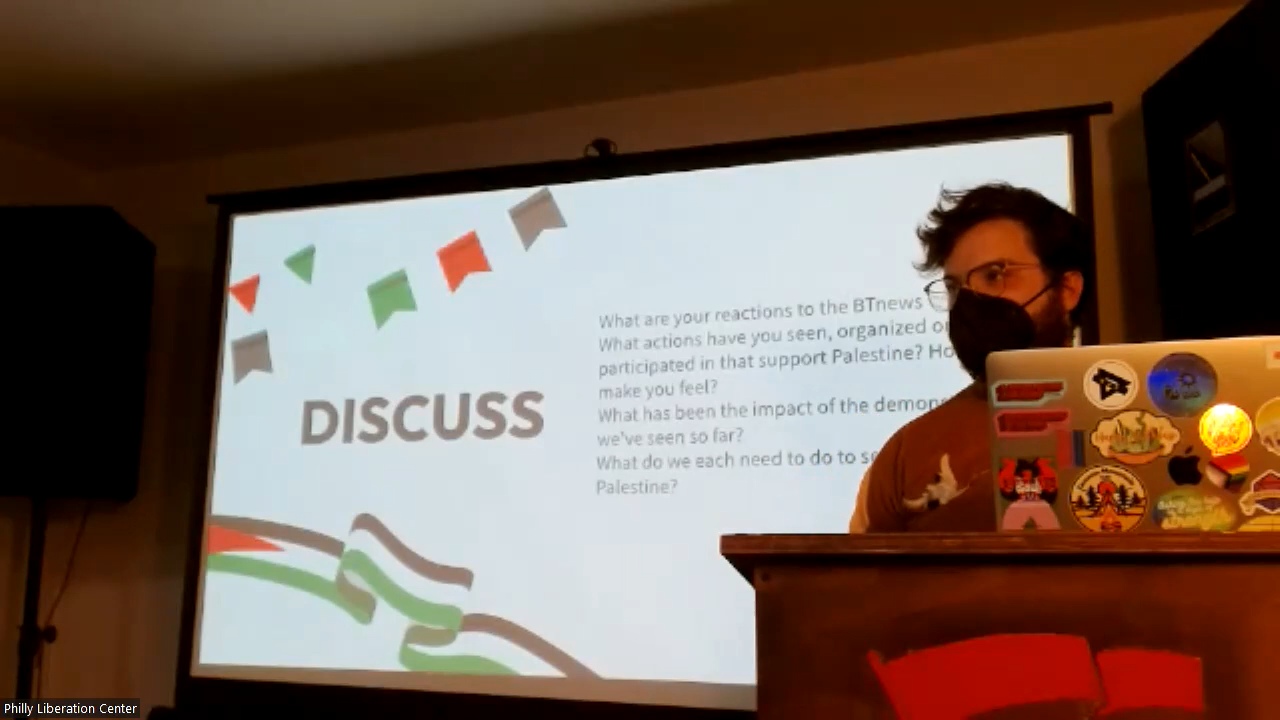 DISCUSS
What are your reactions to the BTnews
What actions have you seen, organized or
participated in that support Palestine? Ho
make you feel?
What has been the impact of the demon
we've seen so far?
What do we each need to do to
Palestine?
Philly Liberation Center